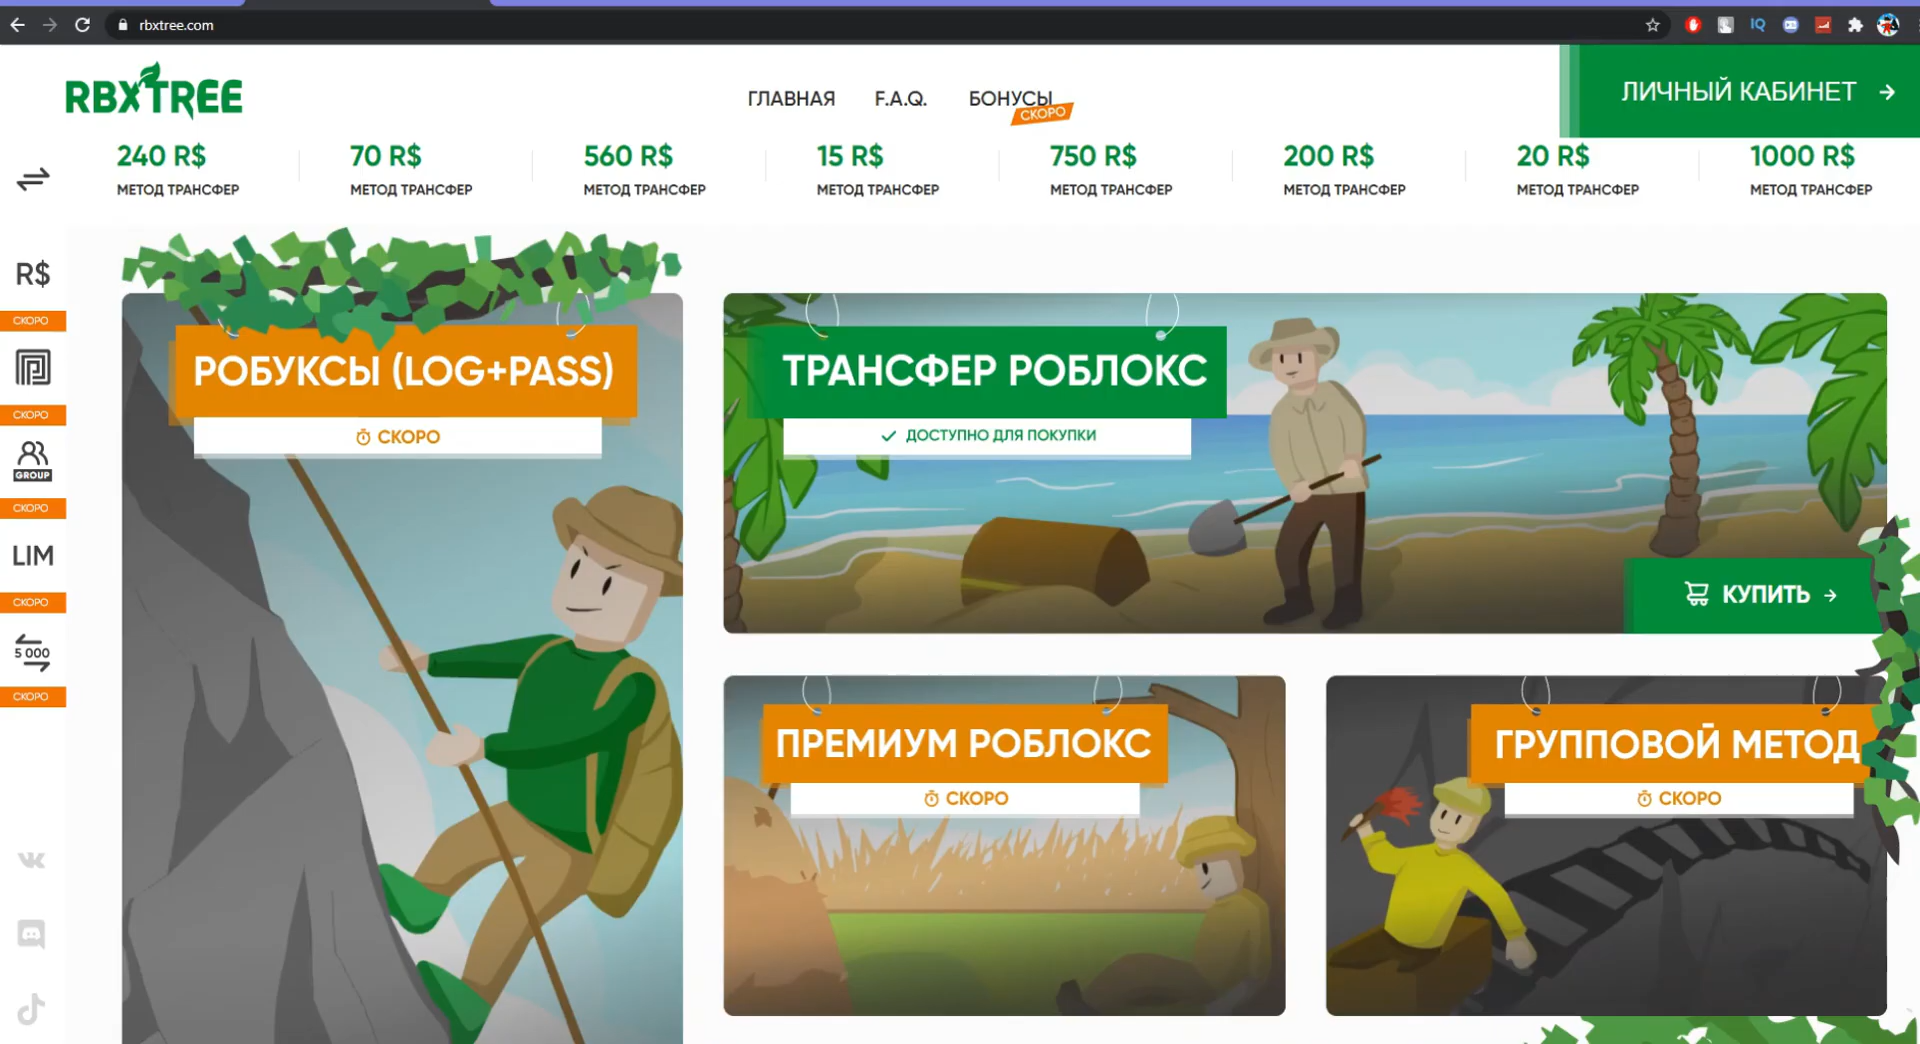 rbxtree.com
RBXTREE
ГЛАВНАЯ
F.A.Q.
БОНУСЫ
СКОРО
ЛИЧНЫЙ КАБИНЕТ
240 R$
МЕТОД ТРАНСФЕР
70 R$
МЕТОД ТРАНСФЕР
560 R$
МЕТОД ТРАНСФЕР
15 R$
МЕТОД ТРАНСФЕР
750 R$
МЕТОД ТРАНСФЕР
200 R$
МЕТОД ТРАНСФЕР
20 R$
МЕТОД ТРАНСФЕР
1000 R$
МЕТОД ТРАНСФЕР
R$
СКОРО
СКОРО
GROUP
СКОРО
LIM
СКОРО
5 000
СКОРО
РОБУКСЫ (LOG+PASS)
СКОРО
ТРАНСФЕР РОБЛОКС
ДОСТУПНО ДЛЯ ПОКУПКИ
КУПИТЬ
ПРЕМИУМ РОБЛОКС
СКОРО
ГРУППОВОЙ МЕТОД
СКОРО